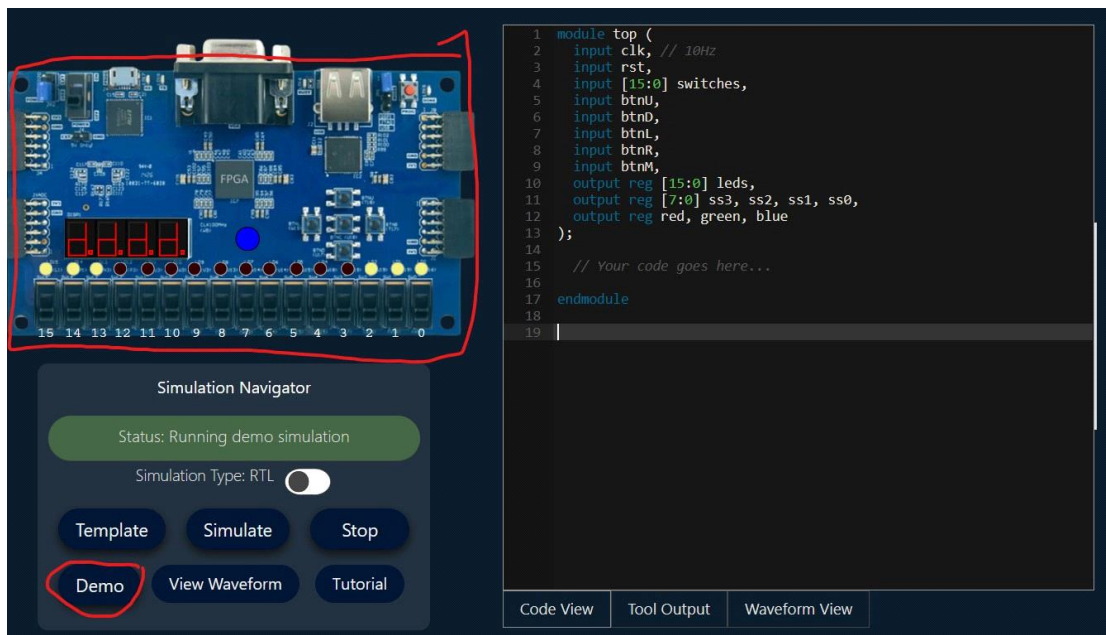 FPGA
15 14 13 12 11 10 9 8 7 6 5 4 3 2 1 0
Simulation Navigator
Status: Running demo simulation
Simulation Type: RTL
Template
Simulate
Stop
Demo
View Waveform
Tutorial
1 module top (
2 input clk, // 10Hz
3 input rst,
4 input [15:0] switches,
5 input btnU,
6 input btnD,
7 input btnL,
8 input btnR,
9 input btnM,
10 output reg [15:0] leds,
11 output reg [7:0] ss3, ss2, ss1, ss0,
12 output reg red, green, blue
13 );
14
15 // Your code goes here...
16
17 endmodule
18
19
Code View
Tool Output
Waveform View